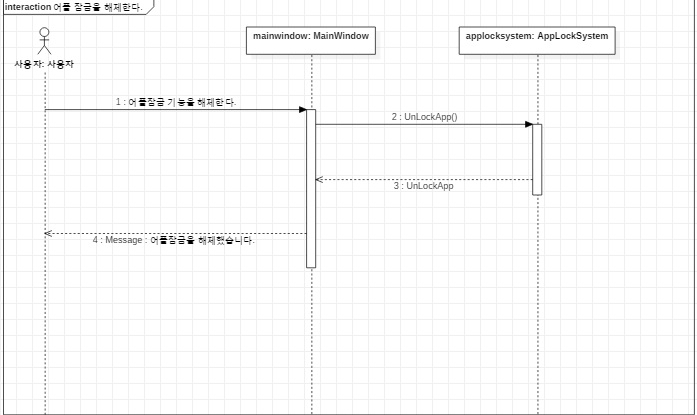 interaction 어플 잠금을 해제한다.
mainwindow: MainWindow
applocksystem: AppLockSystem
사용자: 사용자
1 : 어플잠금 기능을 해제한다.
2 : UnLockApp()
3 : UnLockApp
4 : Message : 어플잠금을 해제했습니다.